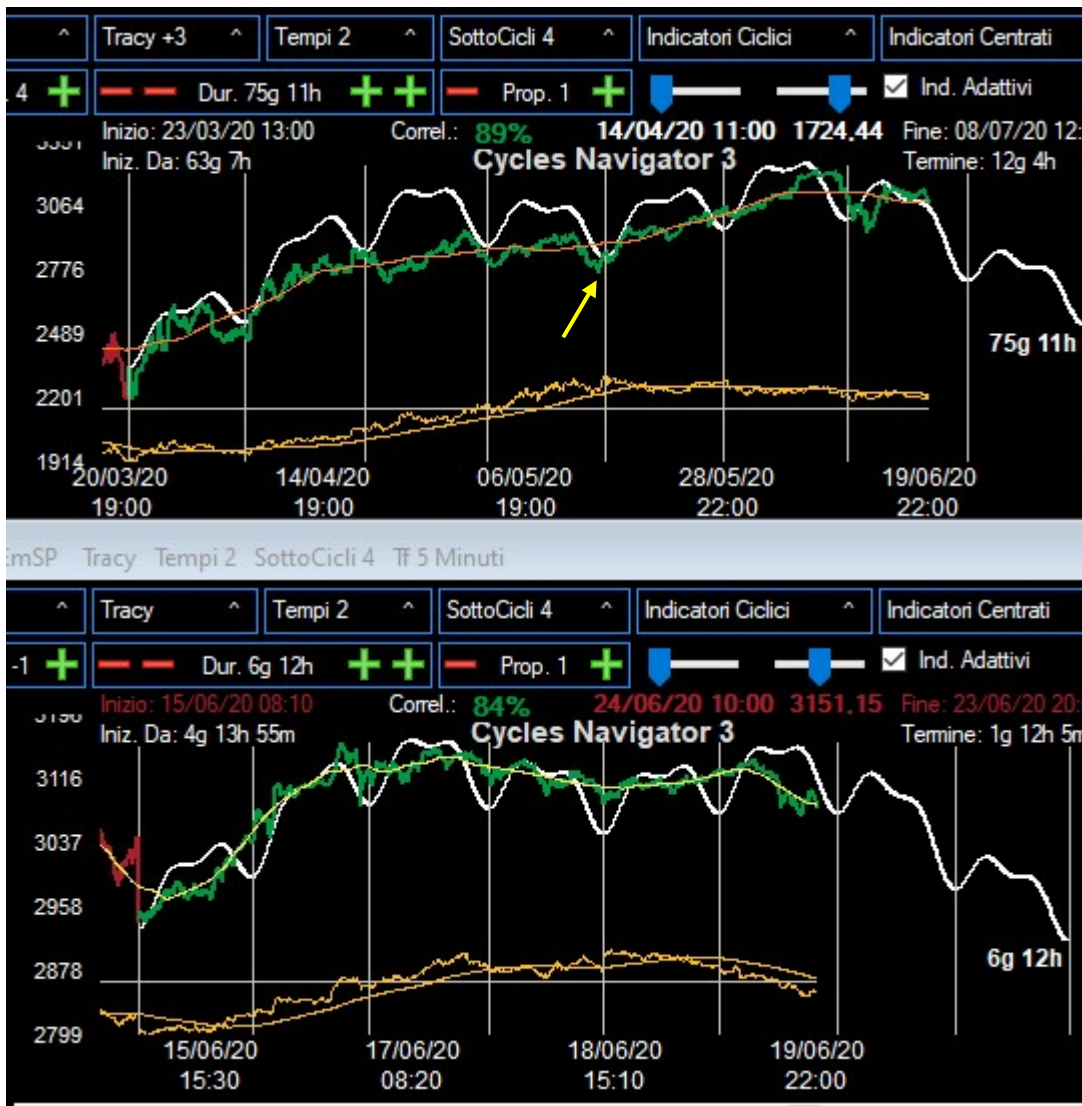 ^ Tracy +3 ^ Tempi 2 ^ SottoCicli 4 ^ Indicatori Ciclici ^ Indicatori Centrati
. 4 Dur. 75g 11h Prop. 1 Ind. Adattivi
Inizio: 23/03/20 13:00 Correl.: 89% 14/04/20 11:00 1724,44 Fine: 08/07/20 12:
Iniz. Da: 63g 7h Cycles Navigator 3 Termine: 12g 4h
3064
2776
2489
75g 11h
2201
1914
20/03/20 14/04/20 06/05/20 28/05/20 19/06/20
19:00 19:00 19:00 22:00 22:00
EmSP Tracy Tempi 2 SottoCicli 4 Tf 5 Minuti
^ Tracy ^ Tempi 2 ^ SottoCicli 4 ^ Indicatori Ciclici ^ Indicatori Centrati
-1 Dur. 6g 12h Prop. 1 Ind. Adattivi
Inizio: 15/06/20 08:10 Correl.: 84% 24/06/20 10:00 3151,15 Fine: 23/06/20 20:
Iniz. Da: 4g 13h 55m Cycles Navigator 3 Termine: 1g 12h 5m
3116
3037
2958
2878
6g 12h
2799
15/06/20 17/06/20 18/06/20 19/06/20
15:30 08:20 15:10 22:00